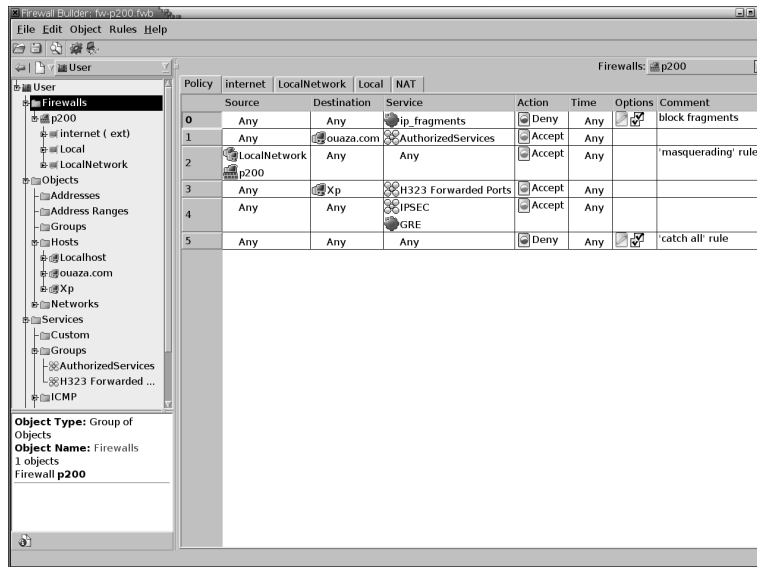 Firewall Builder: fw-p200.fwb
File Edit Object Rules Help
User
Firewalls: p200
User
Firewalls
p200
internet ( ext)
Local
LocalNetwork
Objects
Addresses
Address Ranges
Groups
Hosts
Localhost
ouaza.com
Xp
Networks
Services
Custom
Groups
AuthorizedServices
H323 Forwarded ...
ICMP
Object Type: Group of
Objects
Object Name: Firewalls
1 objects
Firewall p200
Policy internet LocalNetwork Local NAT
Source Destination Service Action Time Options Comment
0 Any Any ip_fragments Deny Any block fragments
1 Any ouaza.com AuthorizedServices Accept Any
2 LocalNetwork Any Any Accept Any 'masquerading' rule
p200
3 Any Xp H323 Forwarded Ports Accept Any
4 Any Any IPSEC Accept Any
GRE
5 Any Any Any Deny Any 'catch all' rule